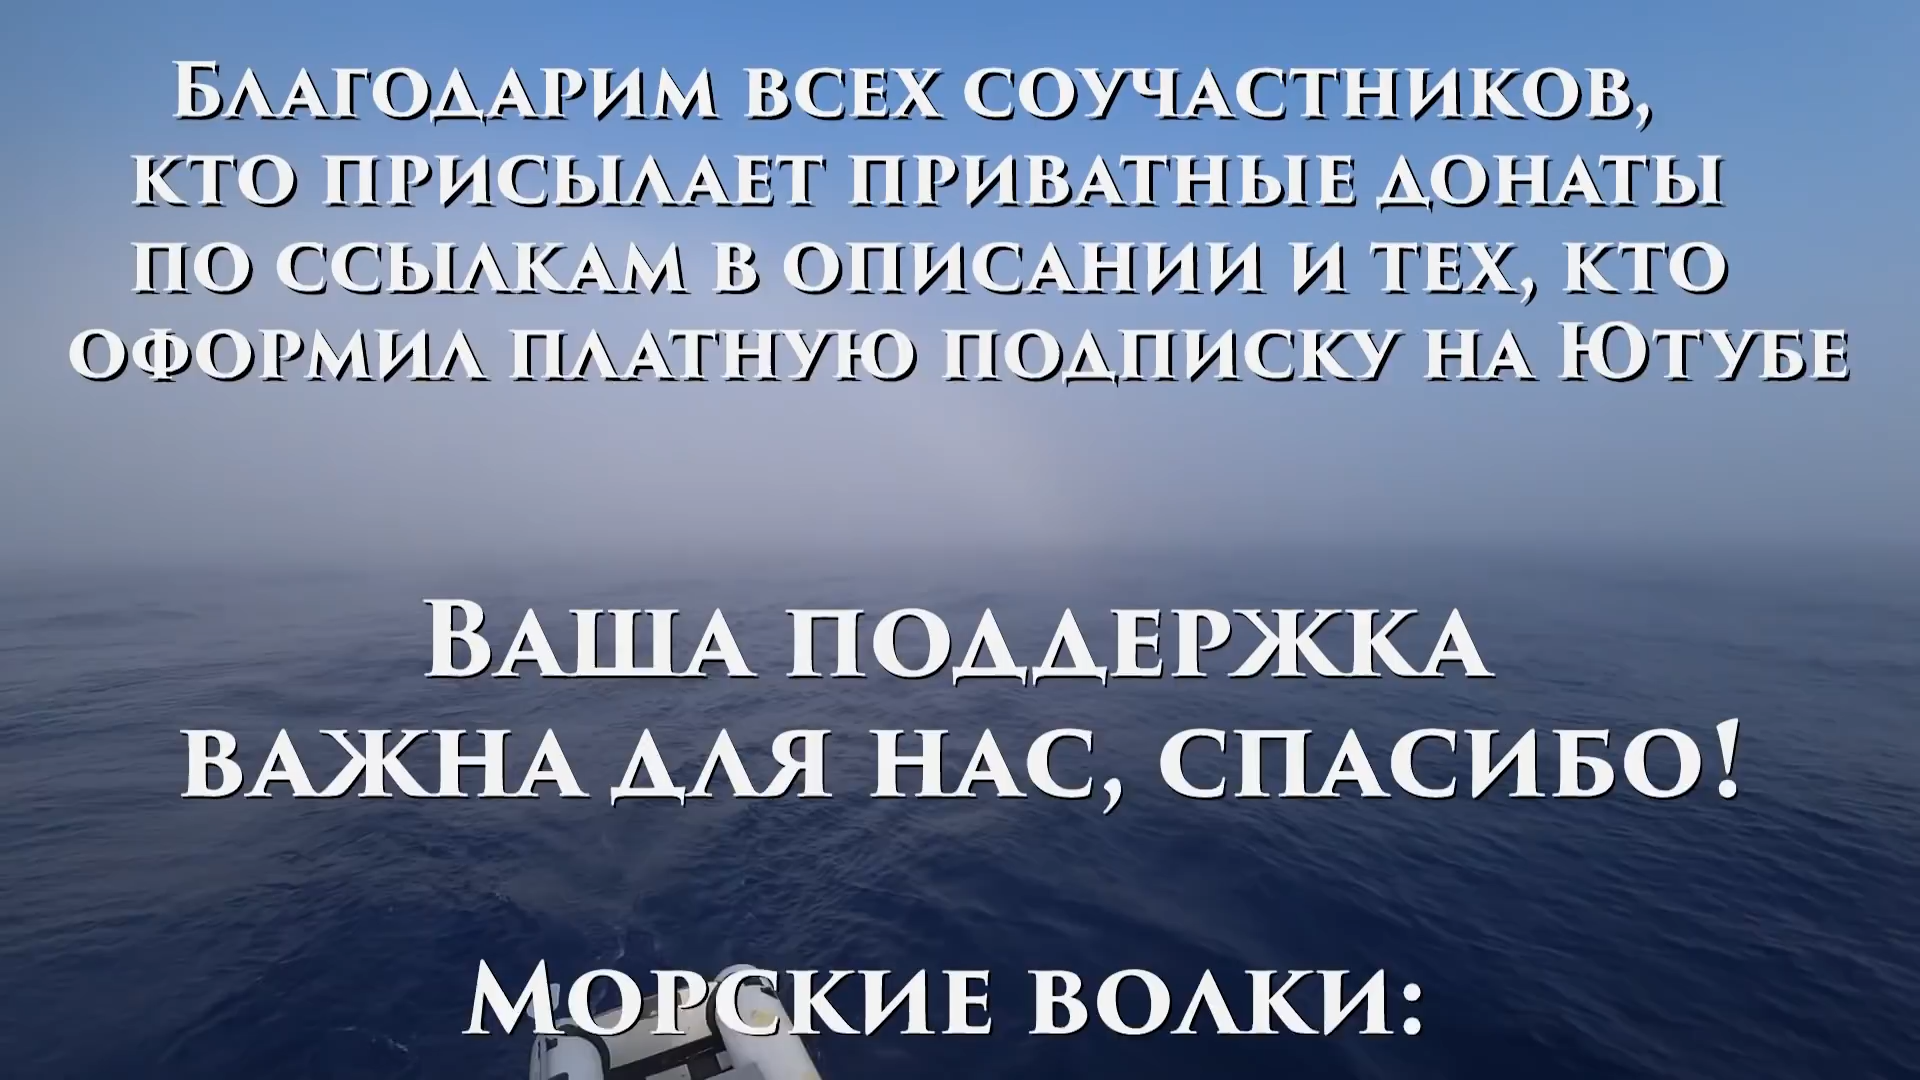 Благодарим всех соучастников,
кто присылает приватные донаты
по ссылкам в описании и тех, кто
оформил платную подписку на Ютубе
Ваша поддержка
важна для нас, спасибо!
Морские волки: